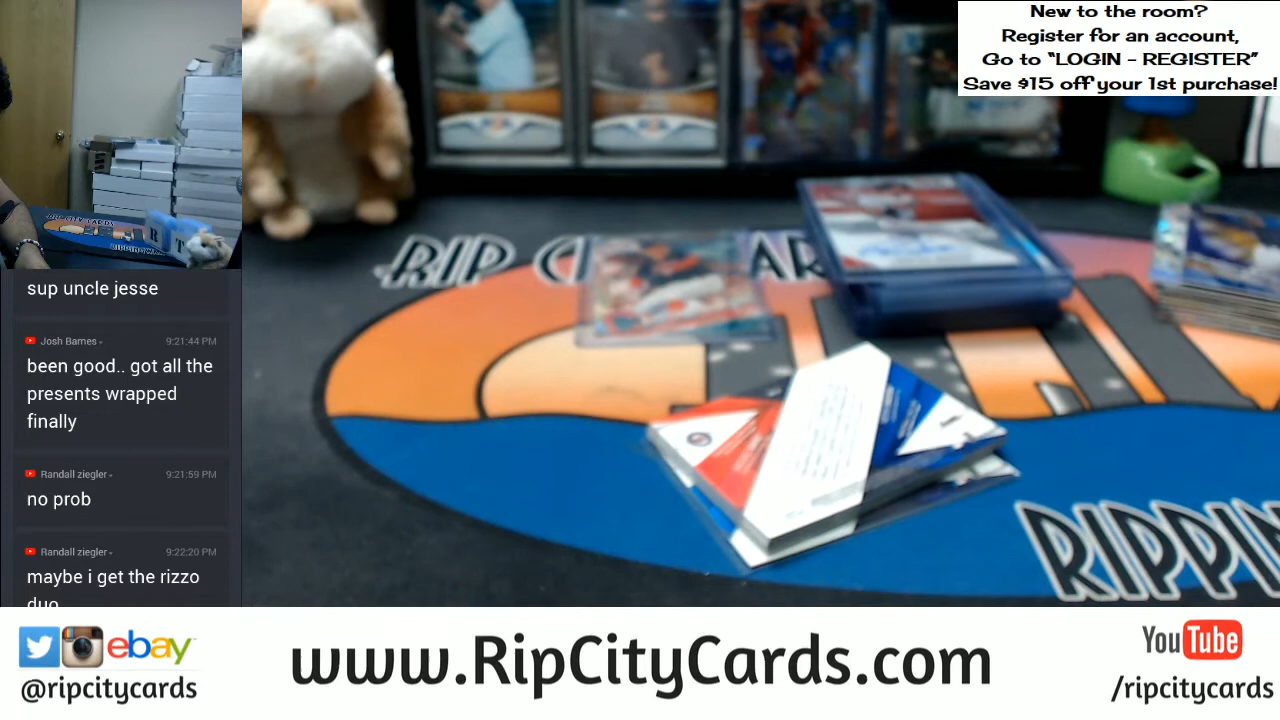 New to the room?
Register for an account,
Go to "LOGIN - REGISTER"
Save $15 off your 1st purchase!
sup uncle jesse
Josh Barnes
9:21:44 PM
been good.. got all the
presents wrapped
finally
Randall ziegler
9:21:59 PM
no prob
Randall ziegler
9:22:20 PM
maybe i get the rizzo
duo
RIP
RIPPIN
ebay
@ripcitycards
www.RipCityCards.com
YouTube
/ripcitycards